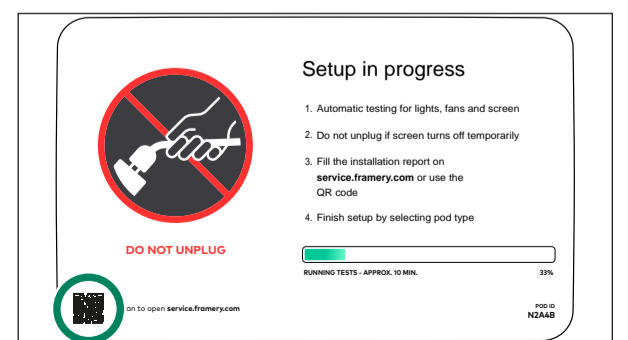 Setup in progress
1. Automatic testing for lights, fans and screen
2. Do not unplug if screen turns off temporarily
3. Fill the installation report on
service.framery.com or use the
QR code
4. Finish setup by selecting pod type
DO NOT UNPLUG
RUNNING TESTS - APPROX. 10 MIN. 33%
an to open service.framery.com
POD ID
N2A4B